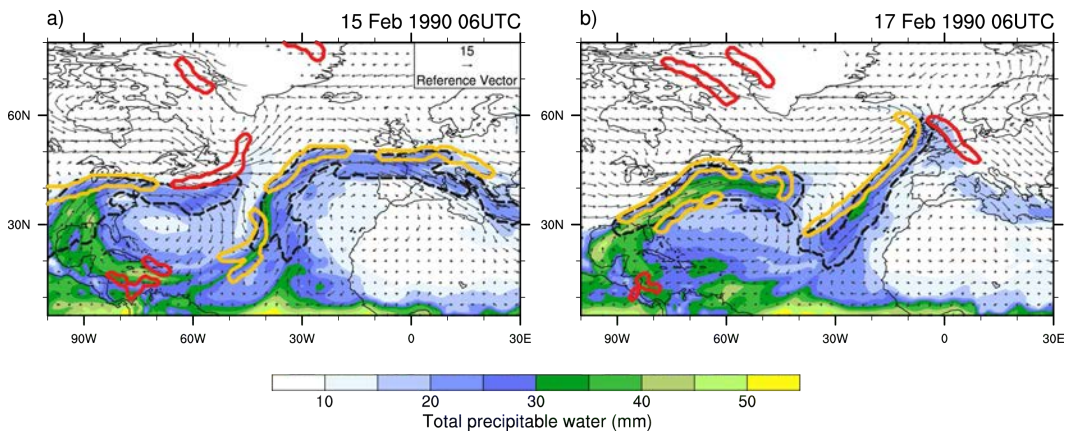 a) 15 Feb 1990 06UTC
15
Reference Vector
60N
30N
90W 60W 30W 0 30E
b) 17 Feb 1990 06UTC
60N
30N
90W 60W 30W 0 30E
10 20 30 40 50
Total precipitable water (mm)